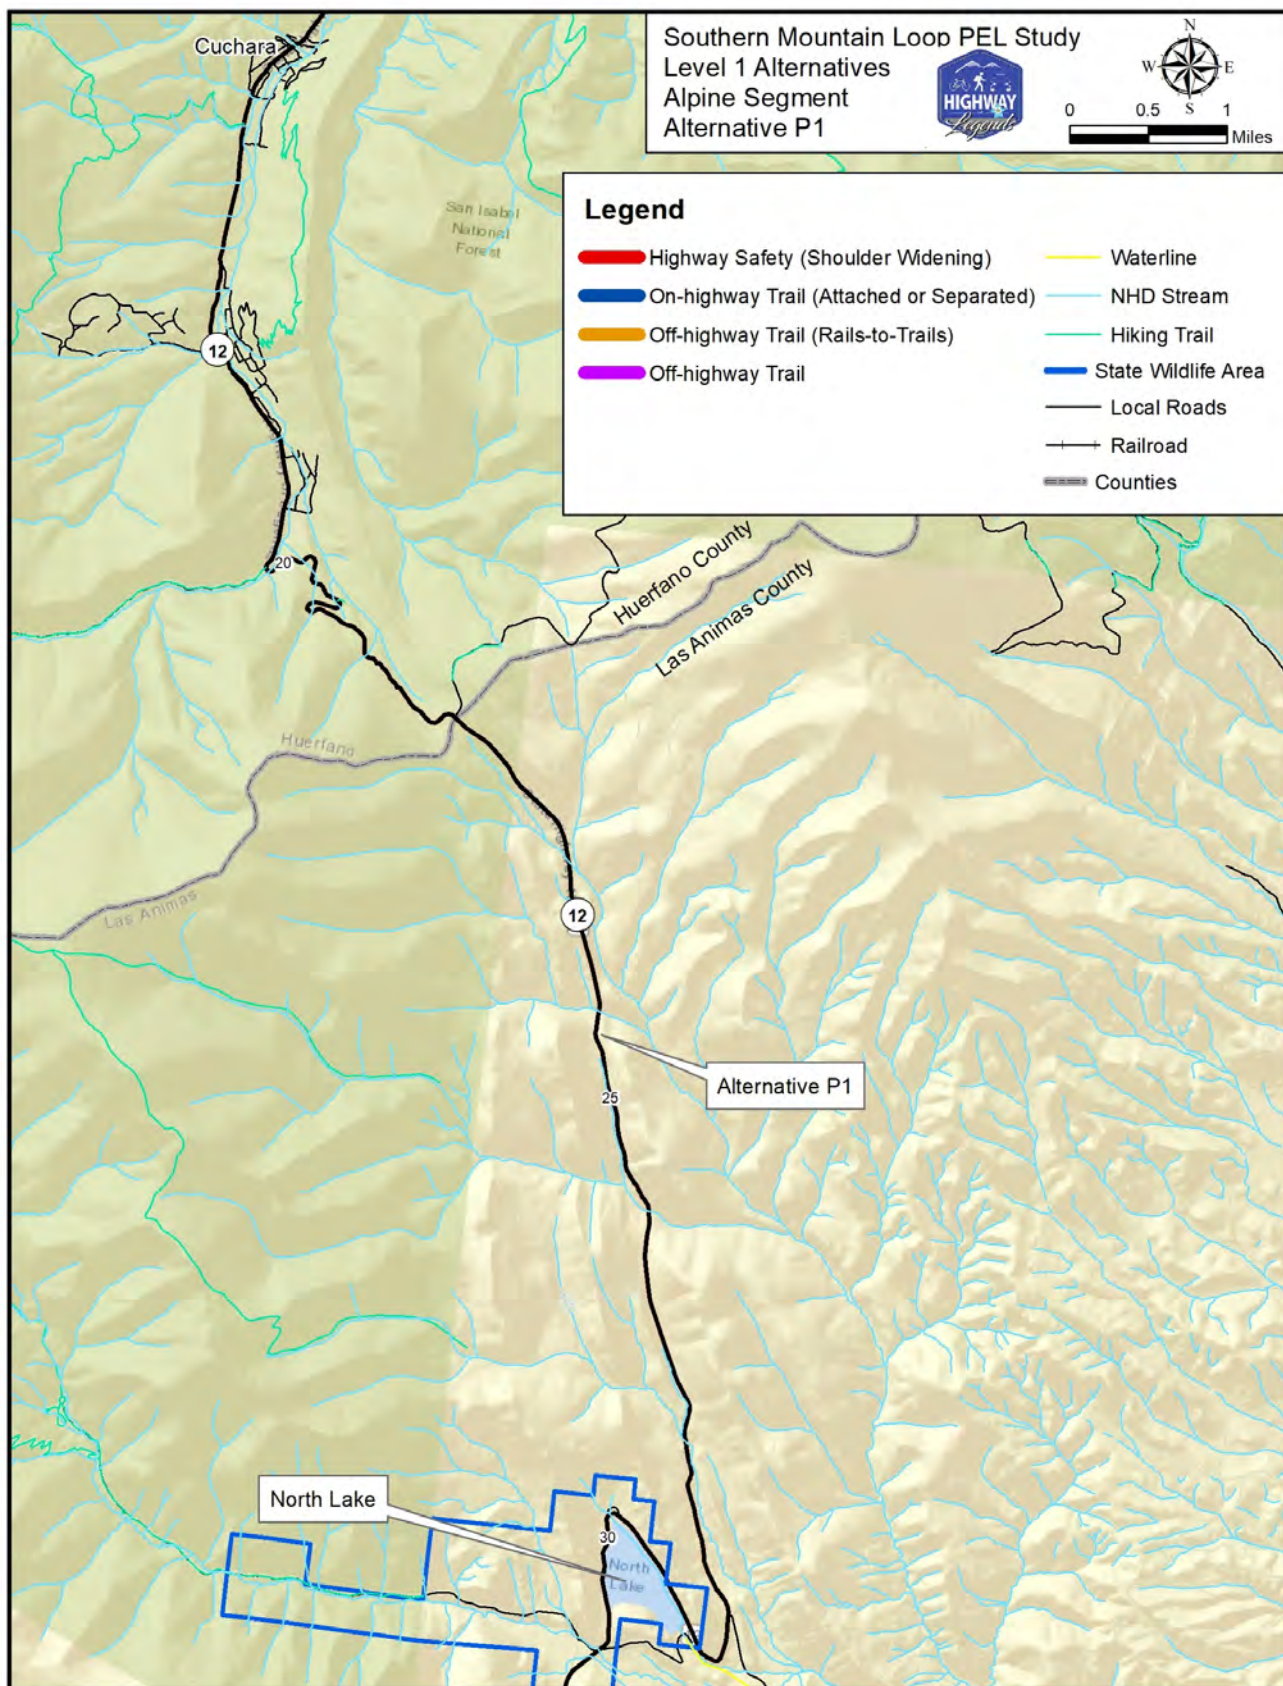 Southern Mountain Loop PEL Study
Level 1 Alternatives
Alpine Segment
Alternative P1
HIGHWAY
Legends
N
W
E
S
0 0.5 1
Miles
Legend
Highway Safety (Shoulder Widening)
On-highway Trail (Attached or Separated)
Off-highway Trail (Rails-to-Trails)
Off-highway Trail
Waterline
NHD Stream
Hiking Trail
State Wildlife Area
Local Roads
Railroad
Counties
Cuchara
San Isabel
National
Forest
12
20
Huerfano County
Las Animas County
Huerfano
Las Animas
12
Alternative P1
25
North Lake
30
North
Lake